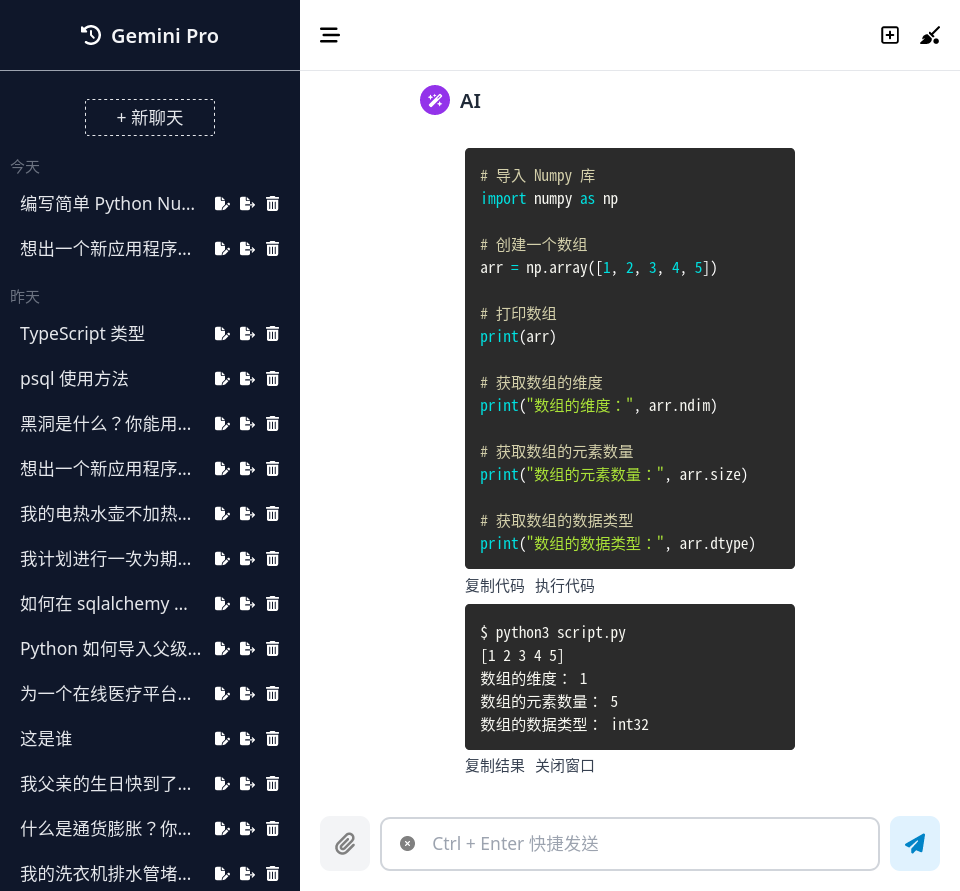 Gemini Pro
+ 新聊天
今天
编写简单 Python Nu...
想出一个新应用程序...
昨天
TypeScript 类型
psql 使用方法
黑洞是什么？你能用...
想出一个新应用程序...
我的电热水壶不加热...
我计划进行一次为期...
如何在 sqlalchemy ...
Python 如何导入父级...
为一个在线医疗平台...
这是谁
我父亲的生日快到了...
什么是通货膨胀？你...
我的洗衣机排水管堵...
AI
# 导入 Numpy 库
import numpy as np
# 创建一个数组
arr = np.array([1, 2, 3, 4, 5])
# 打印数组
print(arr)
# 获取数组的维度
print("数组的维度：", arr.ndim)
# 获取数组的元素数量
print("数组的元素数量：", arr.size)
# 获取数组的数据类型
print("数组的数据类型：", arr.dtype)
复制代码 执行代码
$ python3 script.py
[1 2 3 4 5]
数组的维度： 1
数组的元素数量： 5
数组的数据类型： int32
复制结果 关闭窗口
Ctrl + Enter 快捷发送